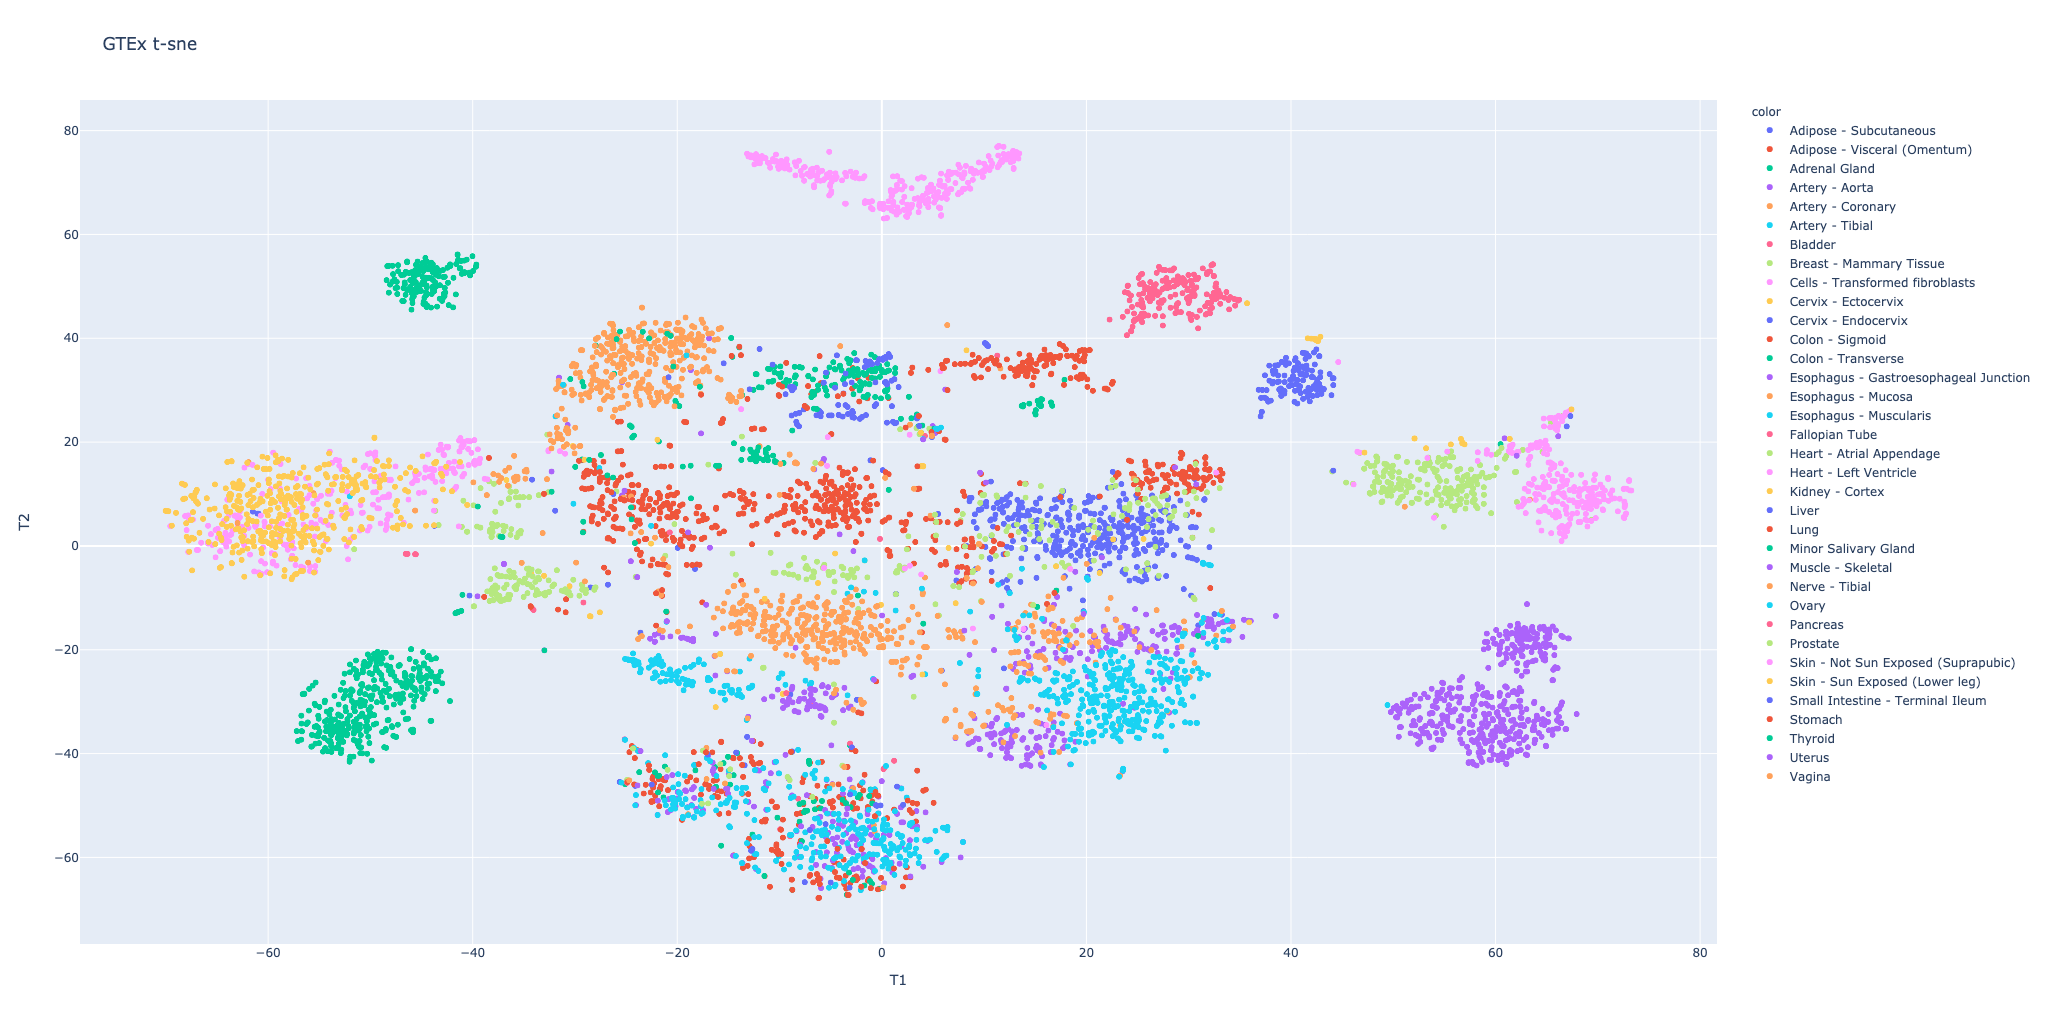 GTEx t-sne
80
60
40
20
0
−20
−40
−60
T2
−60
−40
−20
0
20
40
60
80
T1
color
Adipose - Subcutaneous
Adipose - Visceral (Omentum)
Adrenal Gland
Artery - Aorta
Artery - Coronary
Artery - Tibial
Bladder
Breast - Mammary Tissue
Cells - Transformed fibroblasts
Cervix - Ectocervix
Cervix - Endocervix
Colon - Sigmoid
Colon - Transverse
Esophagus - Gastroesophageal Junction
Esophagus - Mucosa
Esophagus - Muscularis
Fallopian Tube
Heart - Atrial Appendage
Heart - Left Ventricle
Kidney - Cortex
Liver
Lung
Minor Salivary Gland
Muscle - Skeletal
Nerve - Tibial
Ovary
Pancreas
Prostate
Skin - Not Sun Exposed (Suprapubic)
Skin - Sun Exposed (Lower leg)
Small Intestine - Terminal Ileum
Stomach
Thyroid
Uterus
Vagina